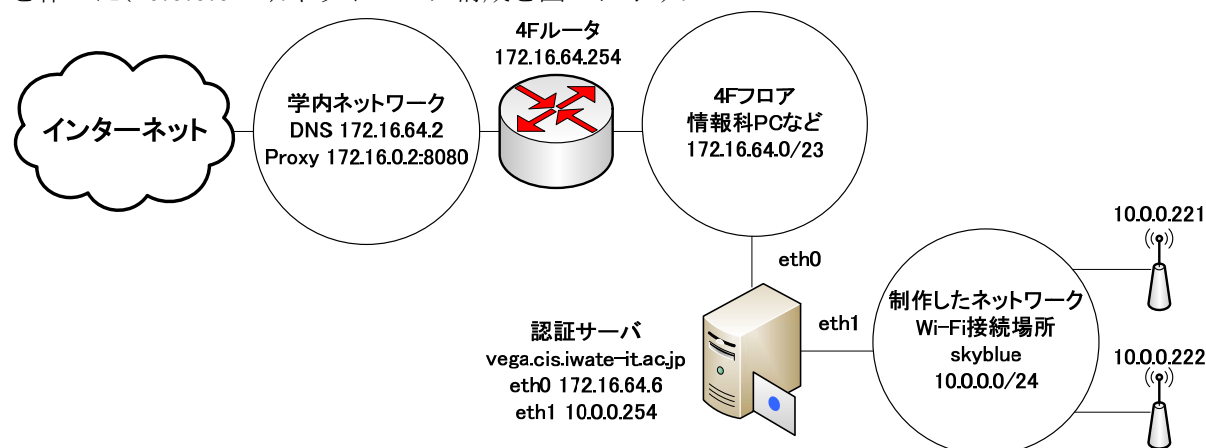 4Fルータ
172.16.64.254
インターネット
学内ネットワーク
DNS 172.16.64.2
Proxy 172.16.0.2:8080
4Fフロア
情報科PCなど
172.16.64.0/23
eth0
認証サーバ
vega.cis.iwate-it.ac.jp
eth0 172.16.64.6
eth1 10.0.0.254
eth1
制作したネットワーク
Wi-Fi接続場所
skyblue
10.0.0.0/24
10.0.0.221
10.0.0.222